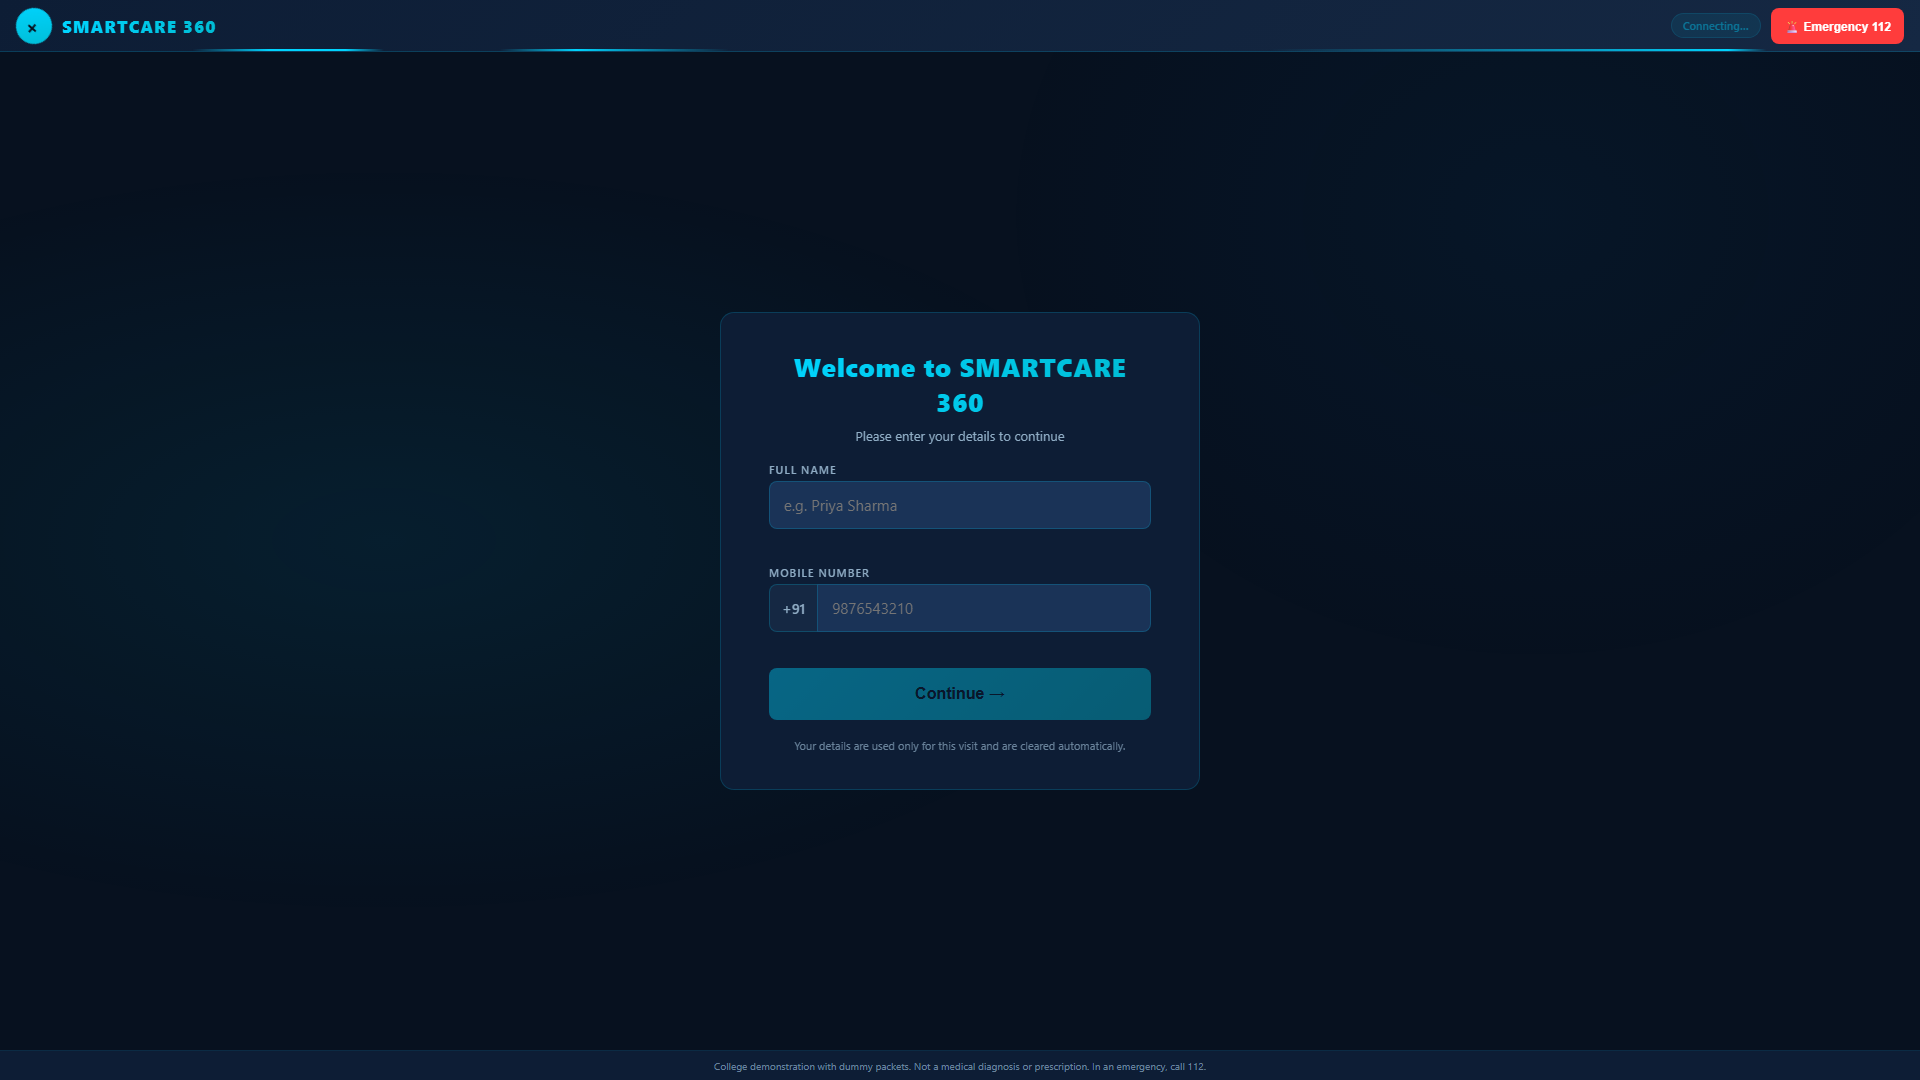 SMARTCARE 360
Connecting...
Emergency 112
Welcome to SMARTCARE
360
Please enter your details to continue
FULL NAME
e.g. Priya Sharma
MOBILE NUMBER
+91 9876543210
Continue →
Your details are used only for this visit and are cleared automatically.
College demonstration with dummy packets. Not a medical diagnosis or prescription. In an emergency, call 112.